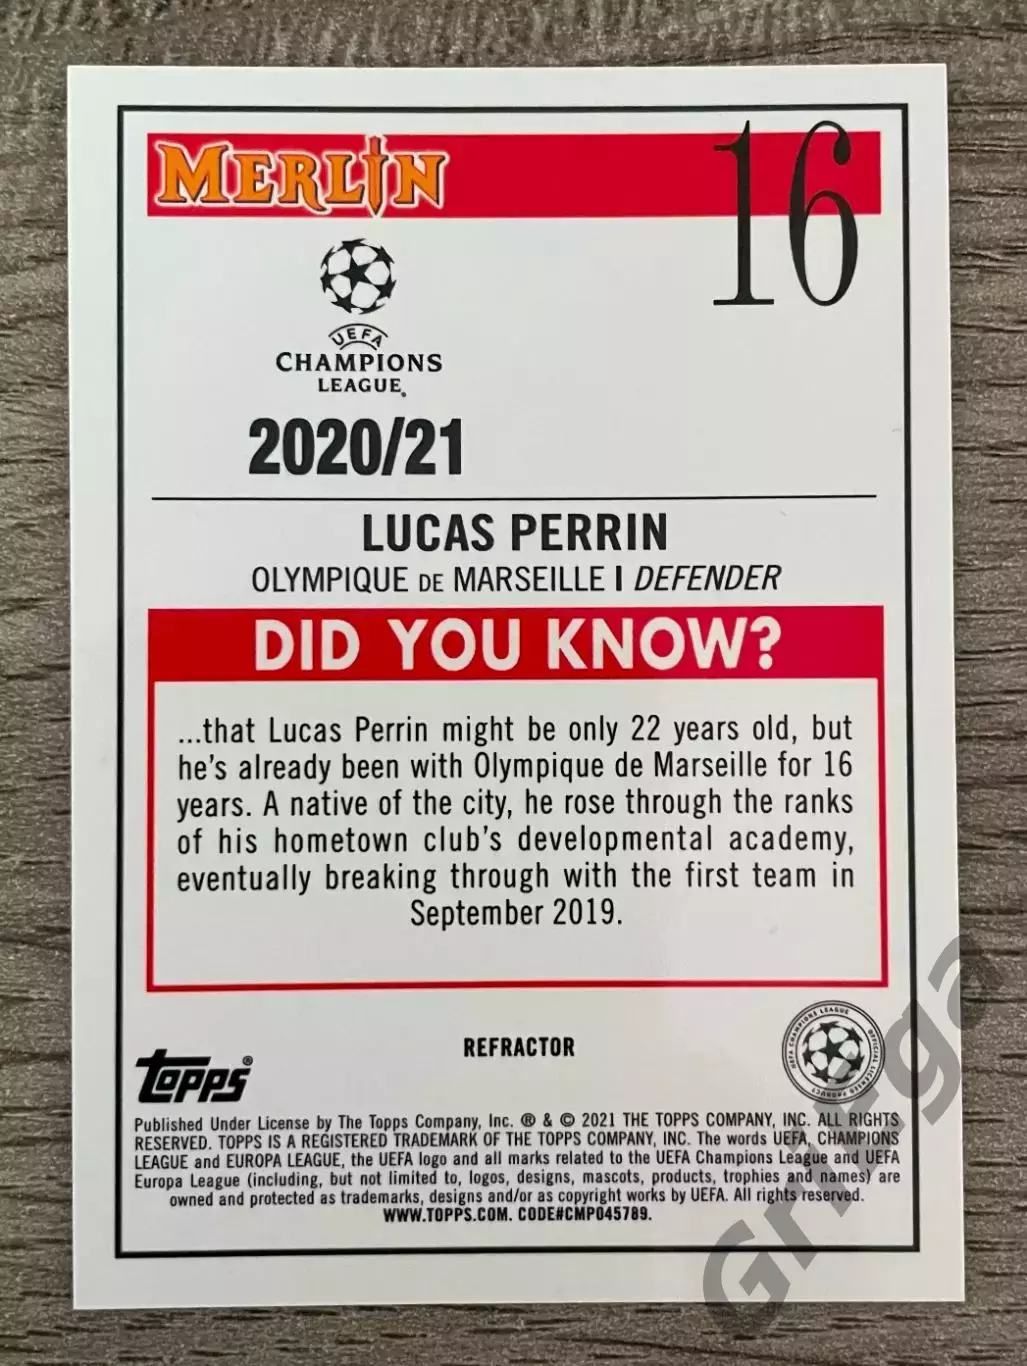 MERLIN
16
UEFA
CHAMPIONS
LEAGUE®
2020/21
LUCAS PERRIN
OLYMPIQUE DE MARSEILLE | DEFENDER
DID YOU KNOW?
...that Lucas Perrin might be only 22 years old, but
he's already been with Olympique de Marseille for 16
years. A native of the city, he rose through the ranks
of his hometown club's developmental academy,
eventually breaking through with the first team in
September 2019.
REFRACTOR
topps®
UEFA CHAMPIONS LEAGUE OFFICIAL LICENSED PRODUCT
Published Under License by The Topps Company, Inc. ® & © 2021 THE TOPPS COMPANY, INC. ALL RIGHTS
RESERVED. TOPPS IS A REGISTERED TRADEMARK OF THE TOPPS COMPANY, INC. The words UEFA, CHAMPIONS
LEAGUE and EUROPA LEAGUE, the UEFA logo and all marks related to the UEFA Champions League and UEFA
Europa League (including, but not limited to, logos, designs, mascots, products, trophies and names) are
owned and protected as trademarks, designs and/or as copyright works by UEFA. All rights reserved.
WWW.TOPPS.COM. CODE#CMP045789.
GriEga